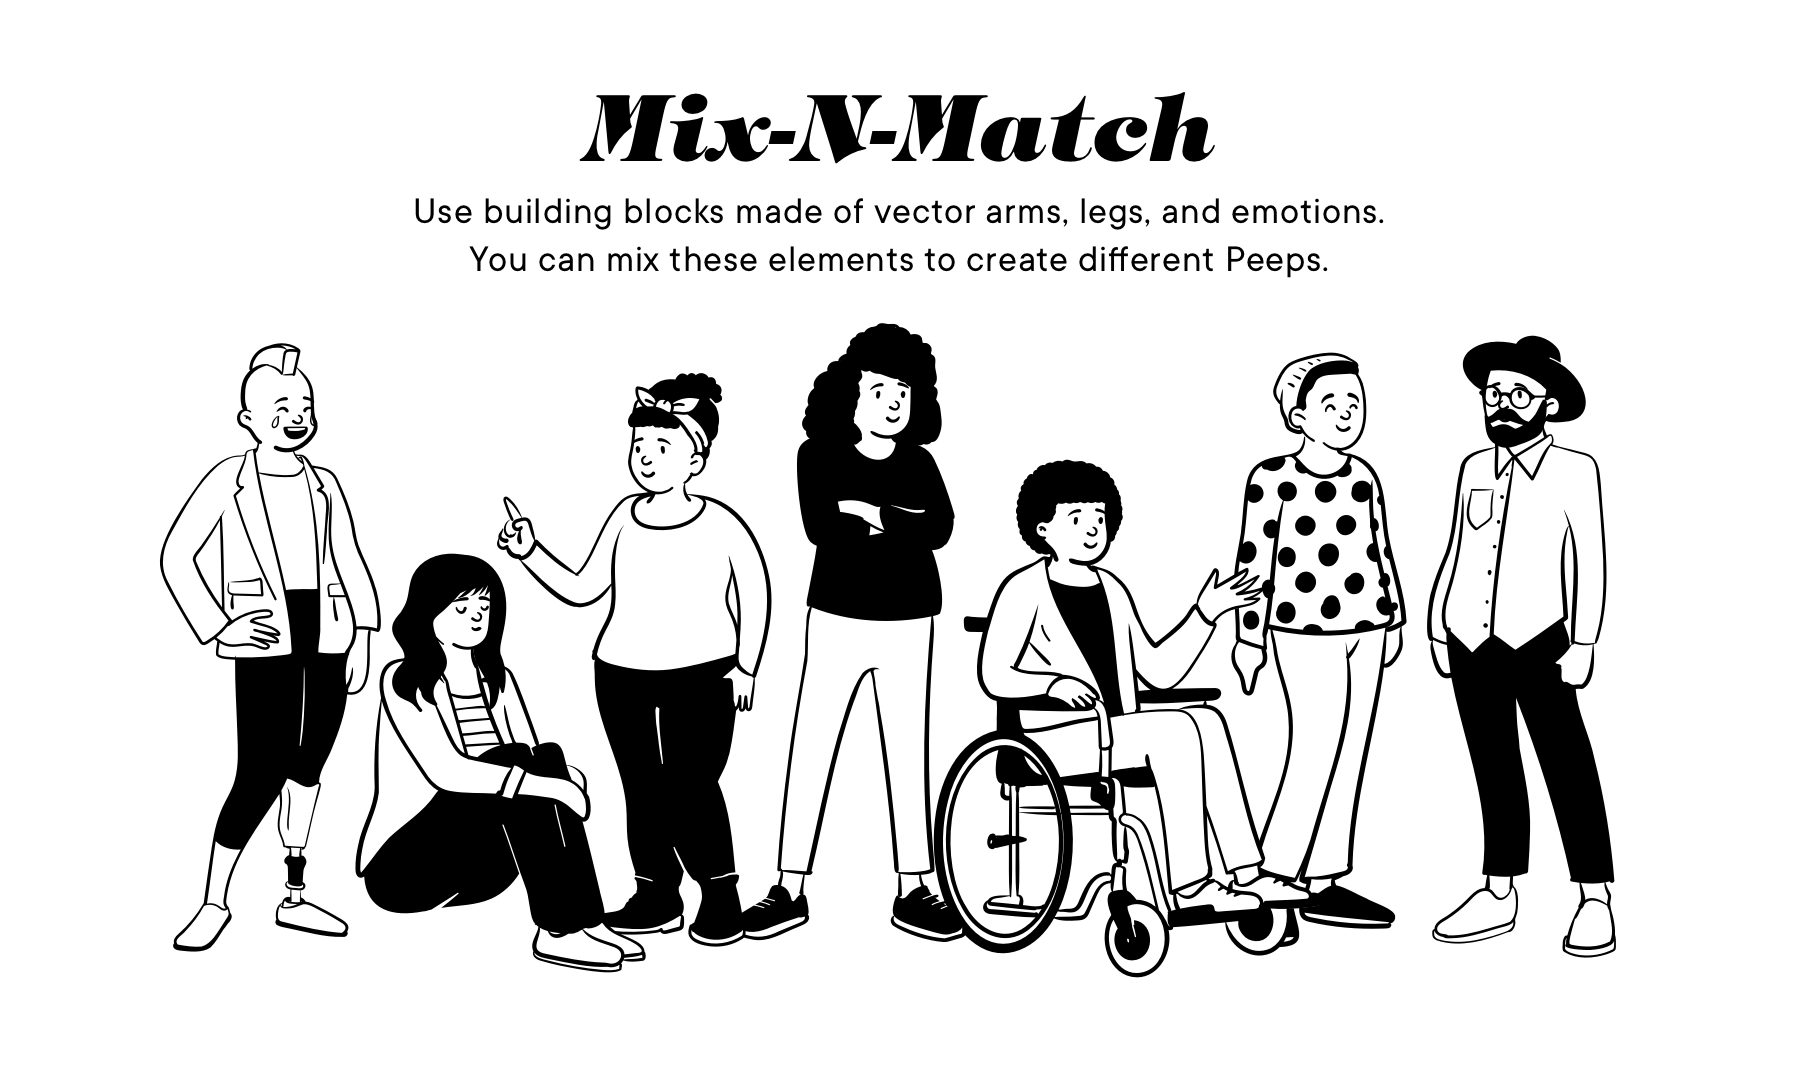 Mix-N-Match
Use building blocks made of vector arms, legs, and emotions.
You can mix these elements to create different Peeps.